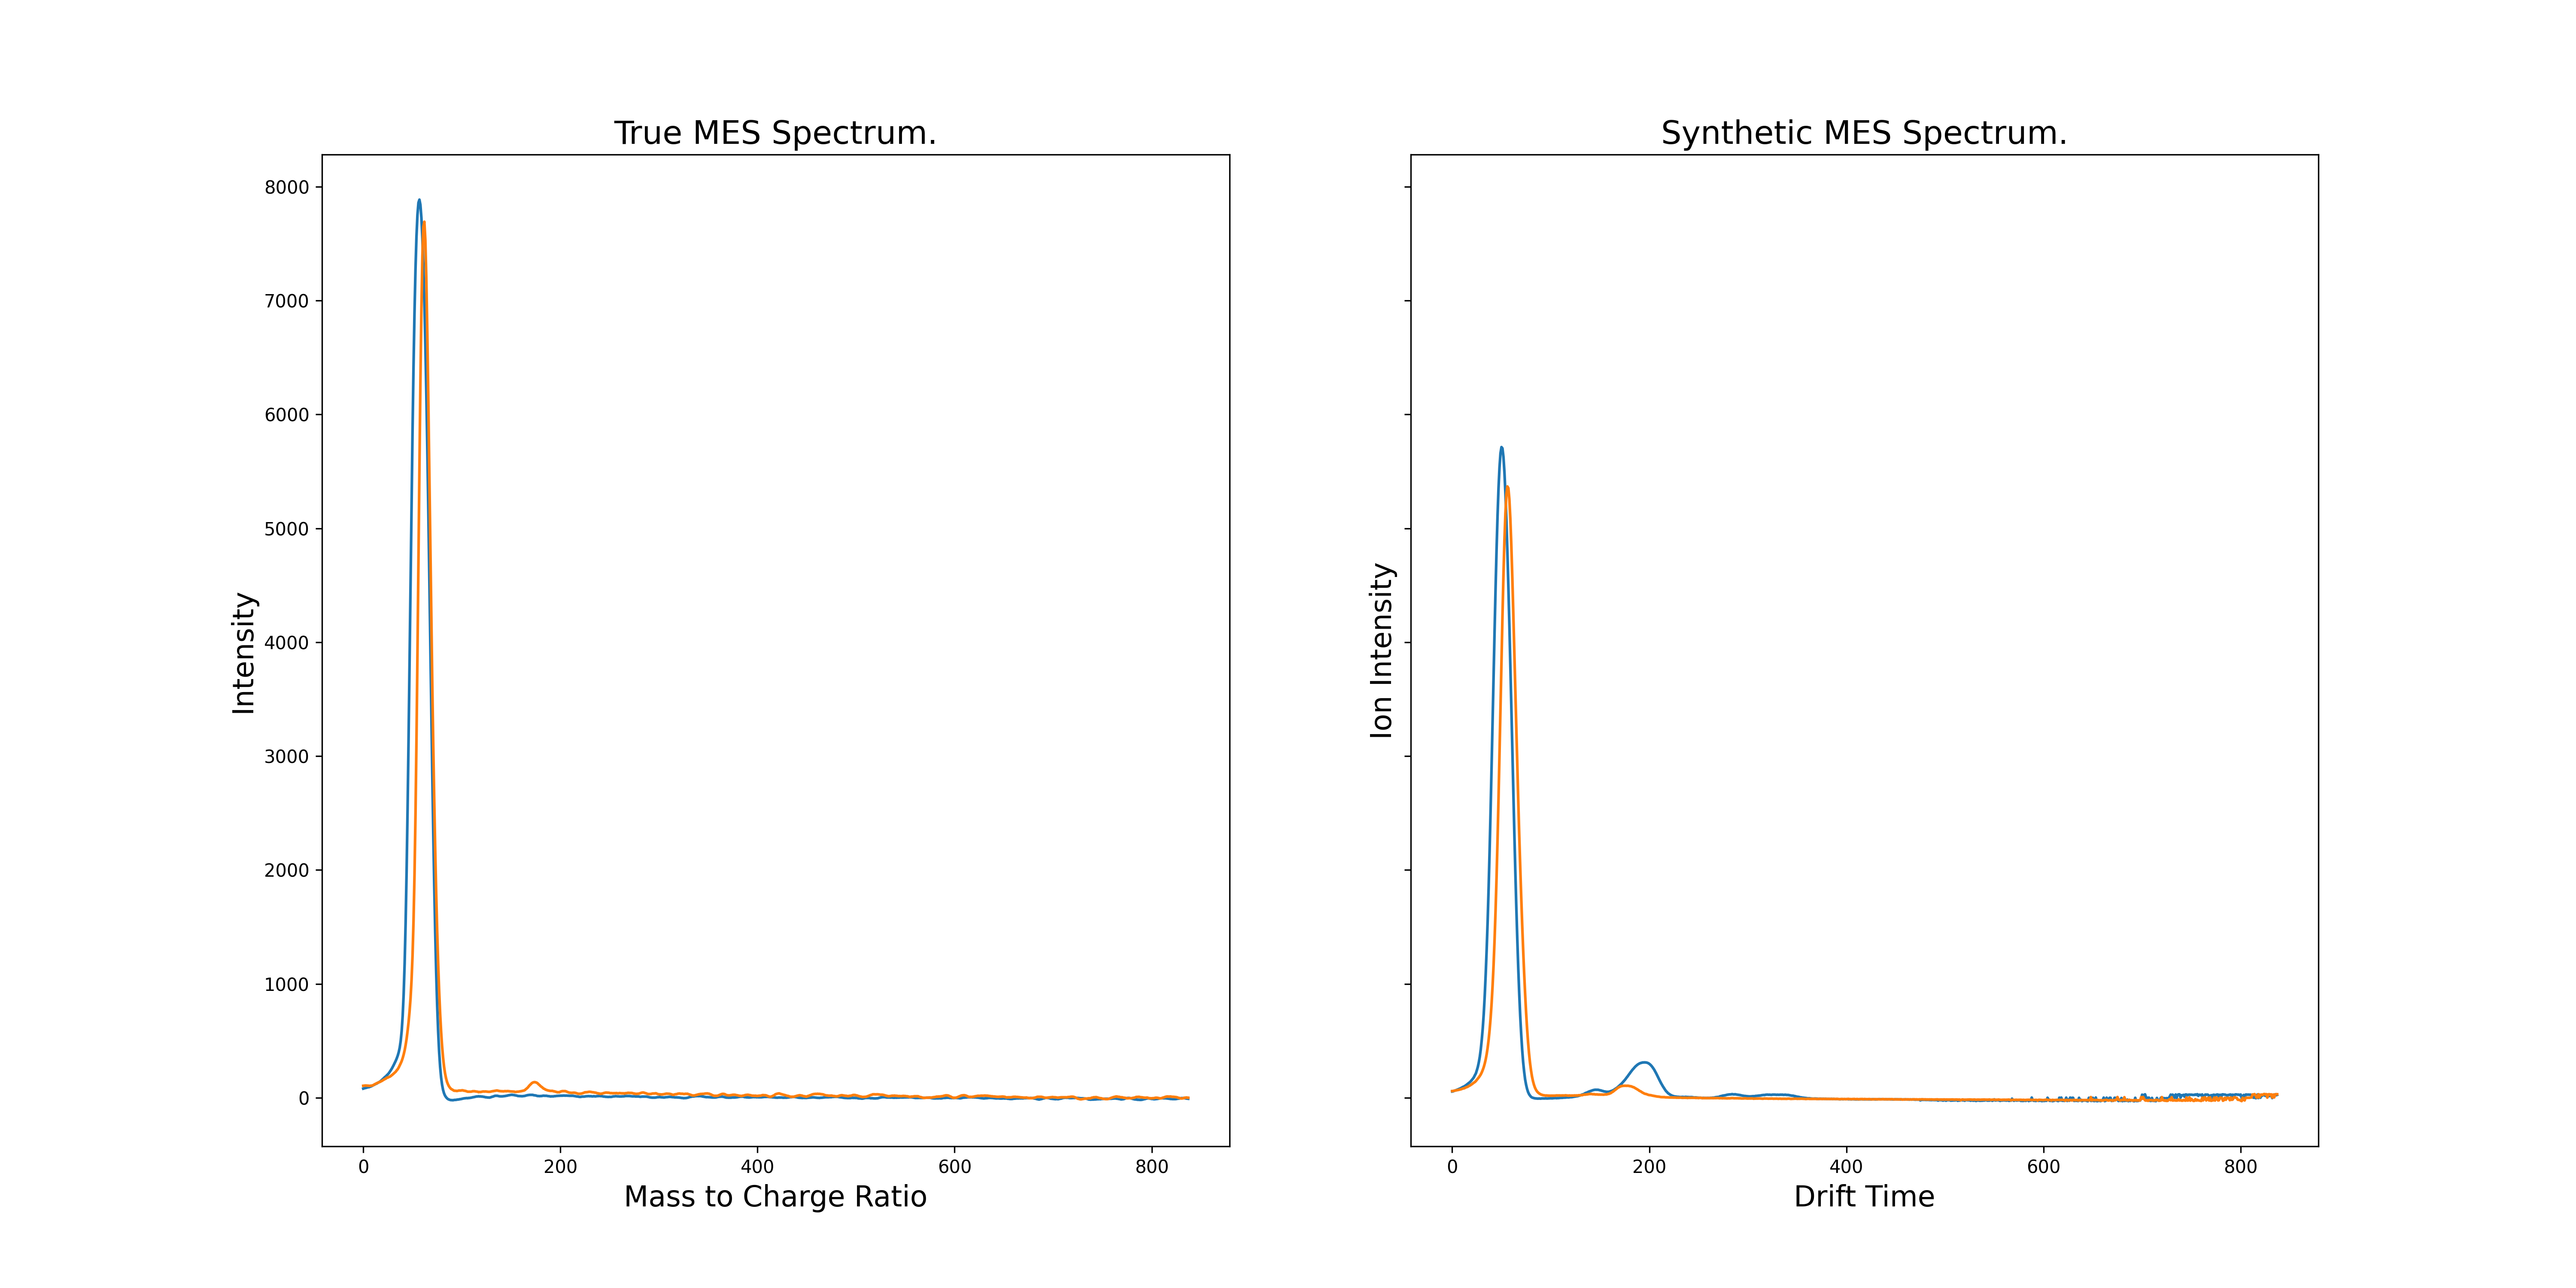 True MES Spectrum.
8000
7000
6000
5000
4000
3000
2000
1000
0
Intensity
0 200 400 600 800
Mass to Charge Ratio
Synthetic MES Spectrum.
Ion Intensity
0 200 400 600 800
Drift Time